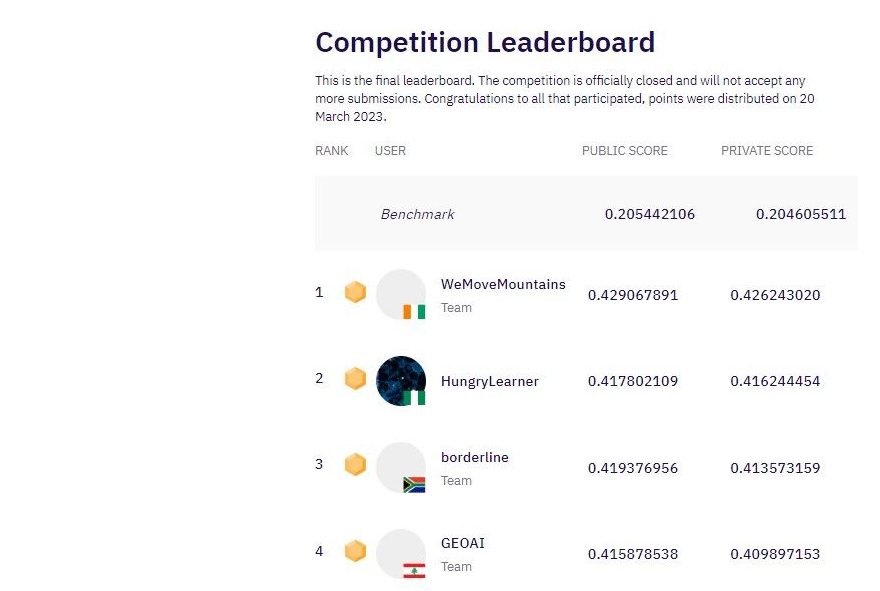 Competition Leaderboard
This is the final leaderboard. The competition is officially closed and will not accept any
more submissions. Congratulations to all that participated, points were distributed on 20
March 2023.
RANK USER PUBLIC SCORE PRIVATE SCORE
Benchmark 0.205442106 0.204605511
1 WeMoveMountains 0.429067891 0.426243020
Team
2 HungryLearner 0.417802109 0.416244454
3 borderline 0.419376956 0.413573159
Team
4 GEOAI 0.415878538 0.409897153
Team